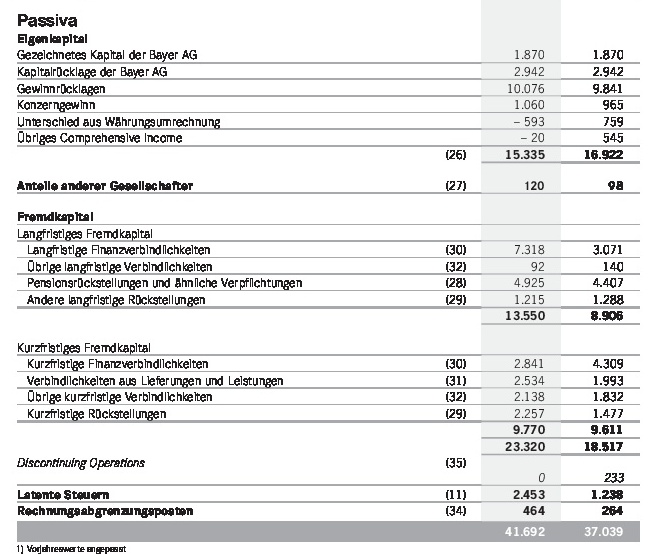 Passiva
Eigenkapital
Gezeichnetes Kapital der Bayer AG 1.870 1.870
Kapitalrücklage der Bayer AG 2.942 2.942
Gewinnrücklagen 10.076 9.841
Konzerngewinn 1.060 965
Unterschied aus Währungsumrechnung – 593 759
Übriges Comprehensive Income – 20 545
(26) 15.335 16.922
Anteile anderer Gesellschafter (27) 120 98
Fremdkapital
Langfristiges Fremdkapital
Langfristige Finanzverbindlichkeiten (30) 7.318 3.071
Übrige langfristige Verbindlichkeiten (32) 92 140
Pensionsrückstellungen und ähnliche Verpflichtungen (28) 4.925 4.407
Andere langfristige Rückstellungen (29) 1.215 1.288
13.550 8.906
Kurzfristiges Fremdkapital
Kurzfristige Finanzverbindlichkeiten (30) 2.841 4.309
Verbindlichkeiten aus Lieferungen und Leistungen (31) 2.534 1.993
Übrige kurzfristige Verbindlichkeiten (32) 2.138 1.832
Kurzfristige Rückstellungen (29) 2.257 1.477
9.770 9.611
23.320 18.517
Discontinuing Operations (35)
0 233
Latente Steuern (11) 2.453 1.238
Rechnungsabgrenzungsposten (34) 464 264
41.692 37.039
1) Vorjahreswerte angepasst